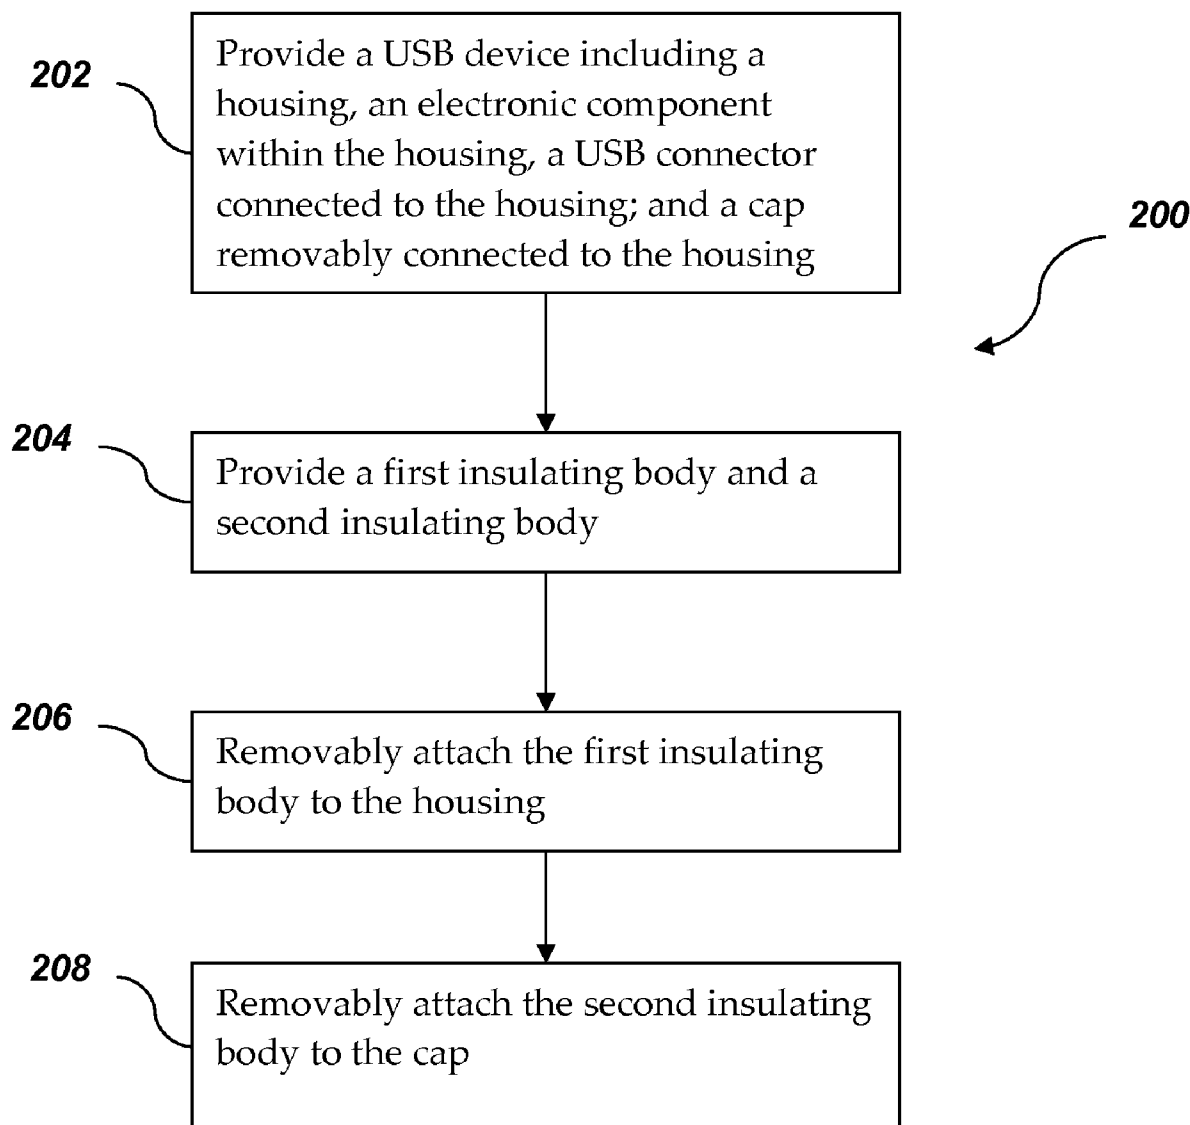 202
Provide a USB device including a
housing, an electronic component
within the housing, a USB connector
connected to the housing; and a cap
removably connected to the housing
200
204
Provide a first insulating body and a
second insulating body
206
Removably attach the first insulating
body to the housing
208
Removably attach the second insulating
body to the cap